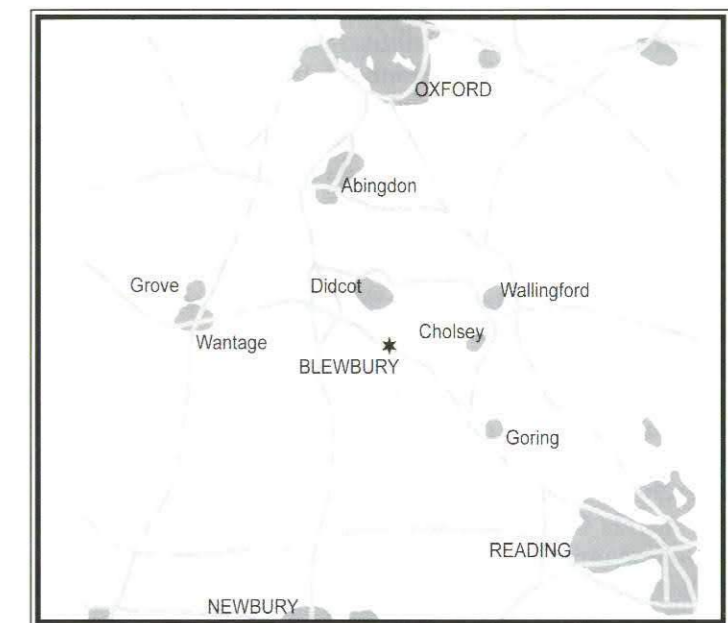 OXFORD
Abingdon
Grove
Didcot
Wallingford
Wantage
Cholsey
BLEWBURY
Goring
READING
NEWBURY